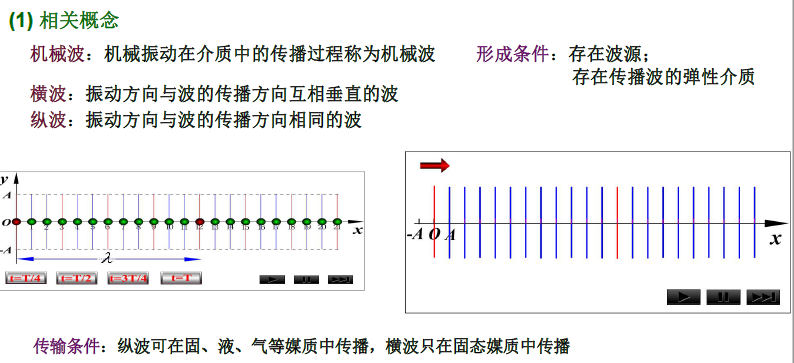 (1) 相关概念
机械波：机械振动在介质中的传播过程称为机械波
形成条件：存在波源；
存在传播波的弹性介质
横波：振动方向与波的传播方向互相垂直的波
纵波：振动方向与波的传播方向相同的波
y
A
O 2 3 4 5 6 7 8 9 10 11 12 13 14 15 16 17 18 19 20 21 x
-A
λ
t=T/4 t=T/2 t=3T/4 t=T
-A O A x
传输条件：纵波可在固、液、气等媒质中传播，横波只在固态媒质中传播